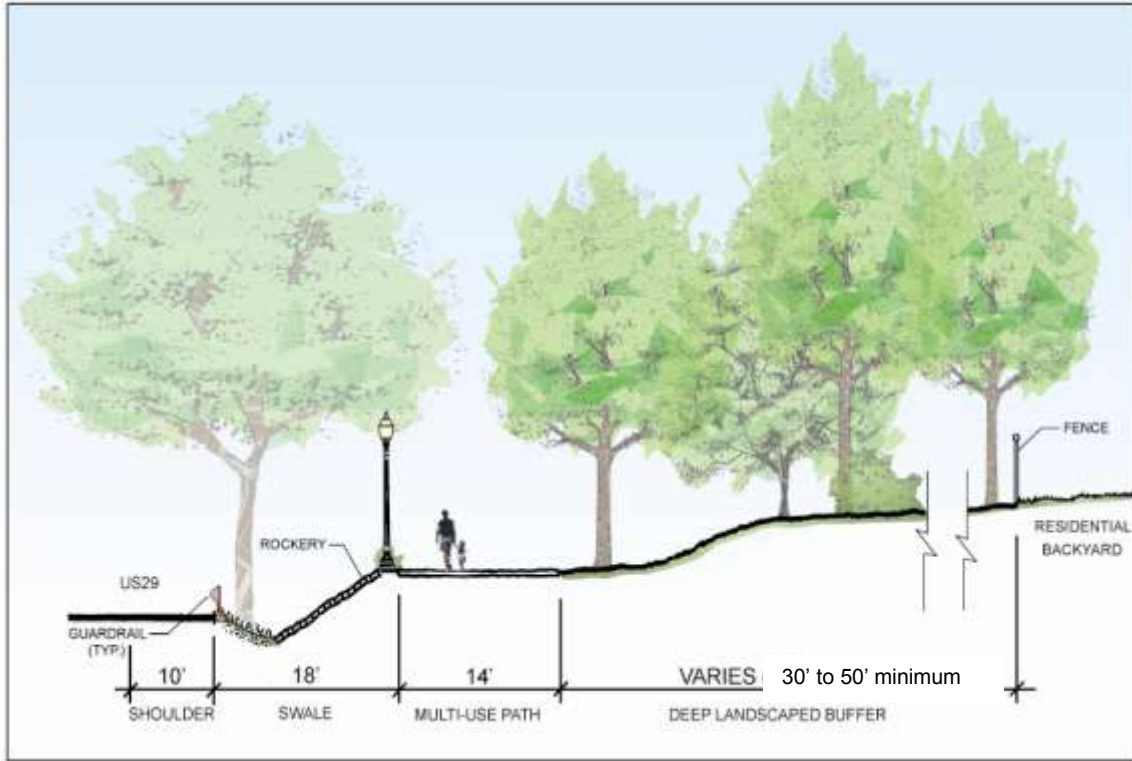 FENCE
RESIDENTIAL
BACKYARD
ROCKERY
US29
GUARDRAIL
(TYP.)
10'
18'
14'
VARIES 30’ to 50’ minimum
SHOULDER
SWALE
MULTI-USE PATH
DEEP LANDSCAPED BUFFER